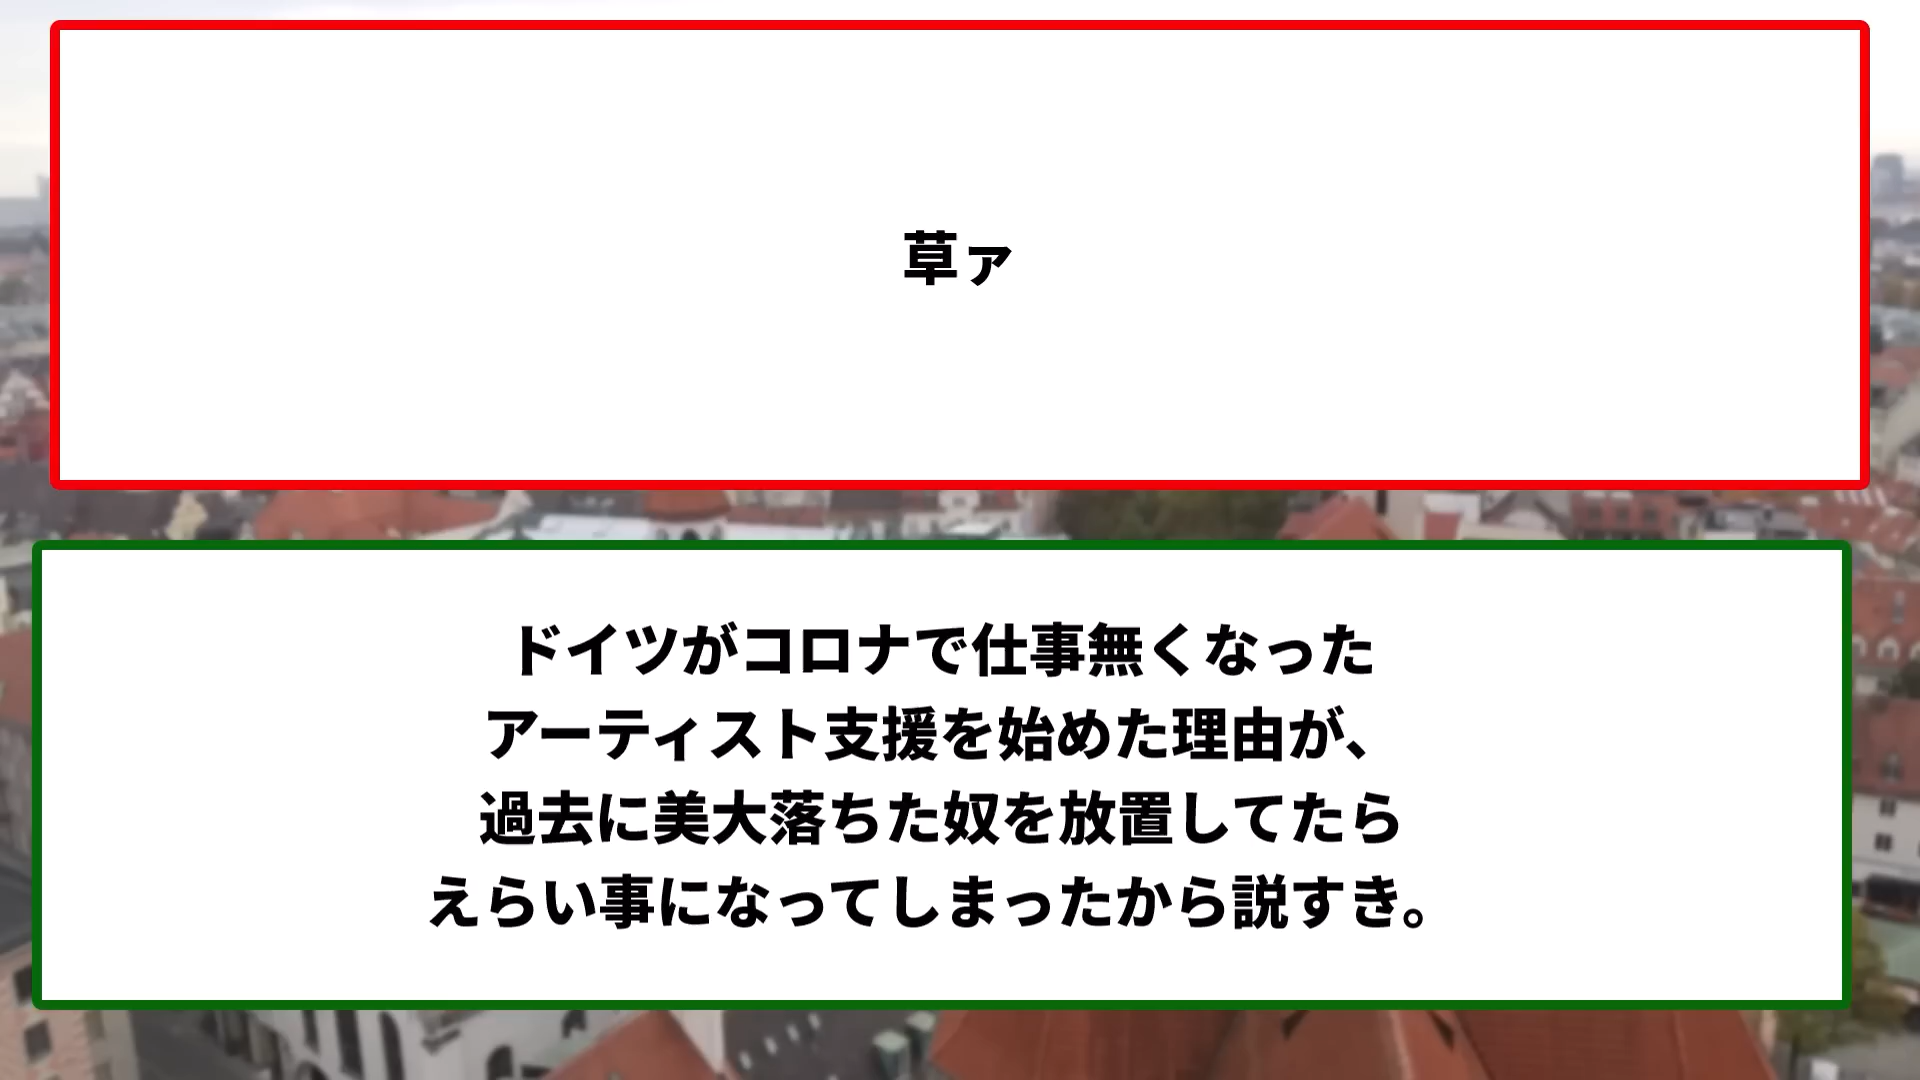 草ァ
ドイツがコロナで仕事無くなった
アーティスト支援を始めた理由が、
過去に美大落ちた奴を放置してたら
えらい事になってしまったから説すき。